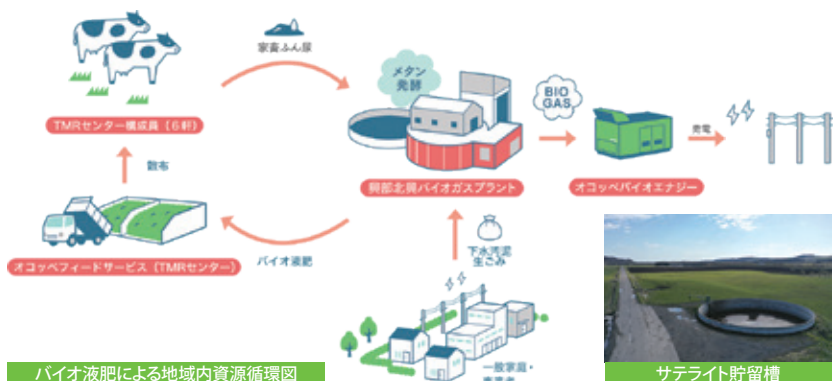 家畜ふん尿
メタン
発酵
BIO
GAS
TMRセンター構成員（6軒）
発電
散布
興部北興バイオガスプラント
オコッペバイオエナジー
下水汚泥
生ごみ
バイオ液肥
オコッペフィードサービス（TMRセンター）
一般家庭・
バイオ液肥による地域内資源循環図
サテライト貯留槽